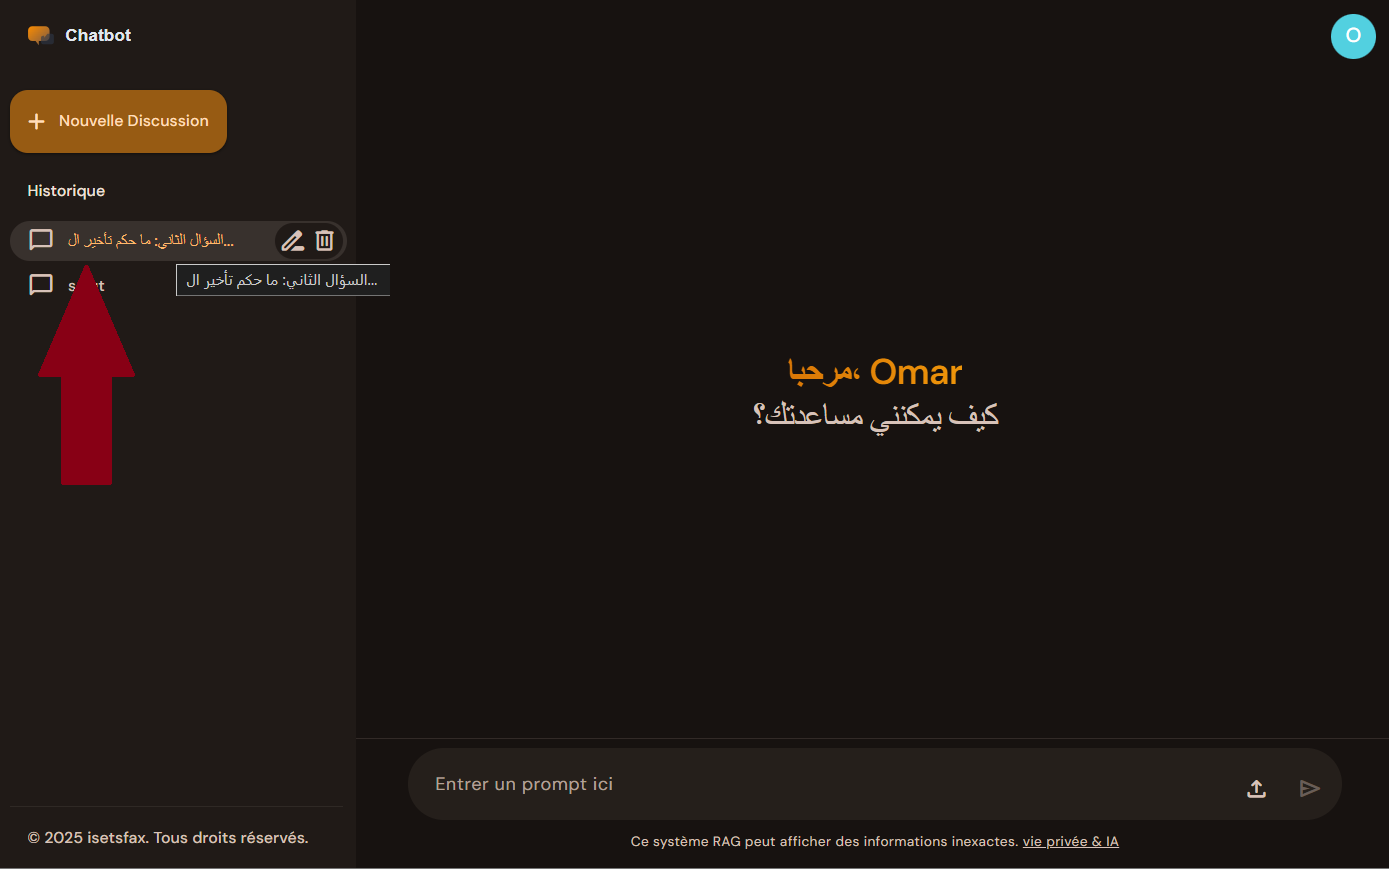 Chatbot
O
Nouvelle Discussion
Historique
السؤال الثاني: ما حكم تأخير ال...
السؤال الثاني: ما حكم تأخير ال...
مرحبا، Omar
كيف يمكنني مساعدتك؟
Entrer un prompt ici
Ce système RAG peut afficher des informations inexactes. vie privée & IA
© 2025 isetsfax. Tous droits réservés.